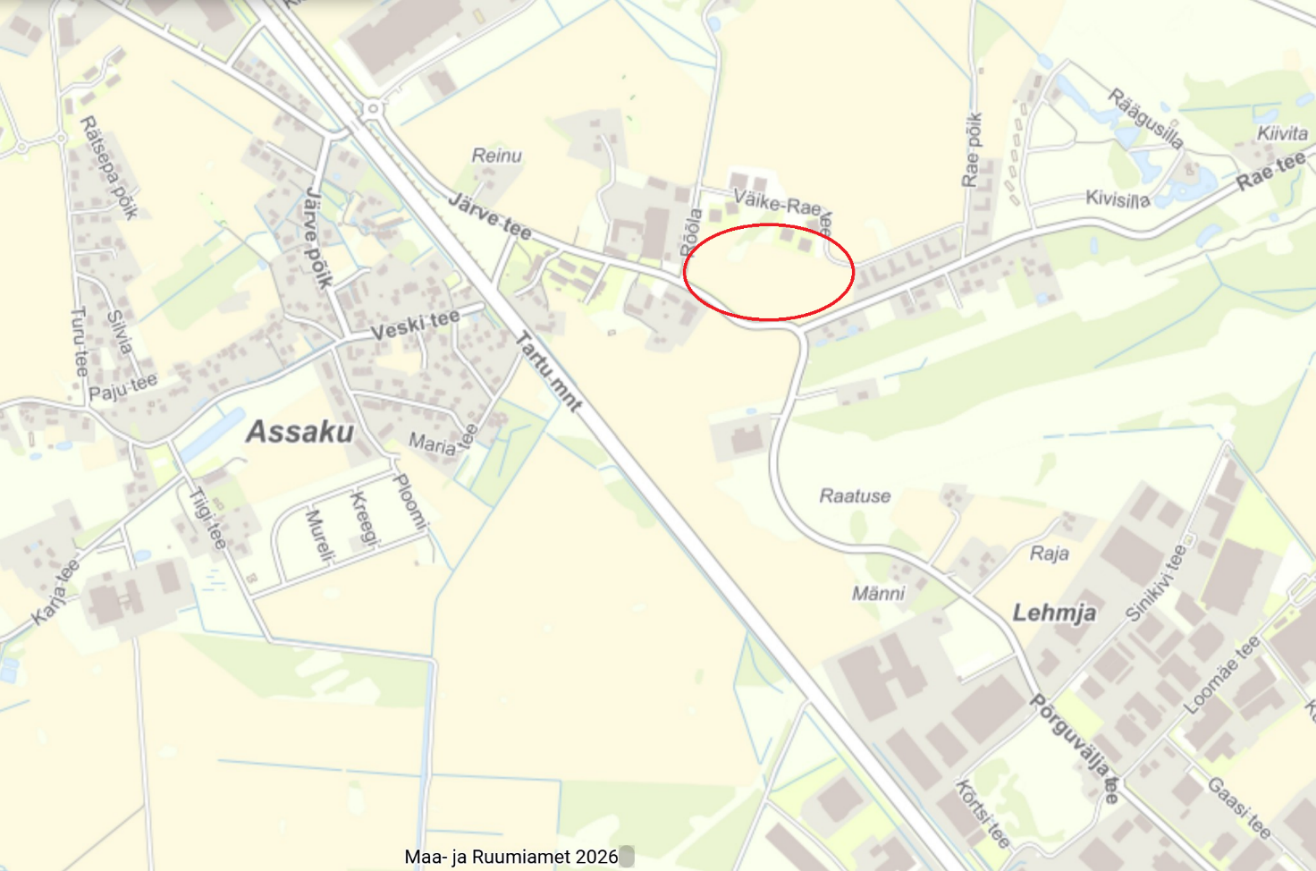 Rätsepa põik
Reinu
Räägusilla
Kiivita
Rae põik
Rae tee
Kivisilla
Väike-Rae tee
Rööla
Järve tee
Järve põik
Veski tee
Turu tee
Silvia
Paju tee
Tartu mnt
Assaku
Maria tee
Ploomi
Kreegi
Mureli
Tiigi tee
Karja tee
Raatuse
Raja
Männi
Lehmja
Sinikivi tee
Loomäe tee
Põrguvälja tee
Kõrtsi tee
Gaasi tee
Maa- ja Ruumiamet 2026